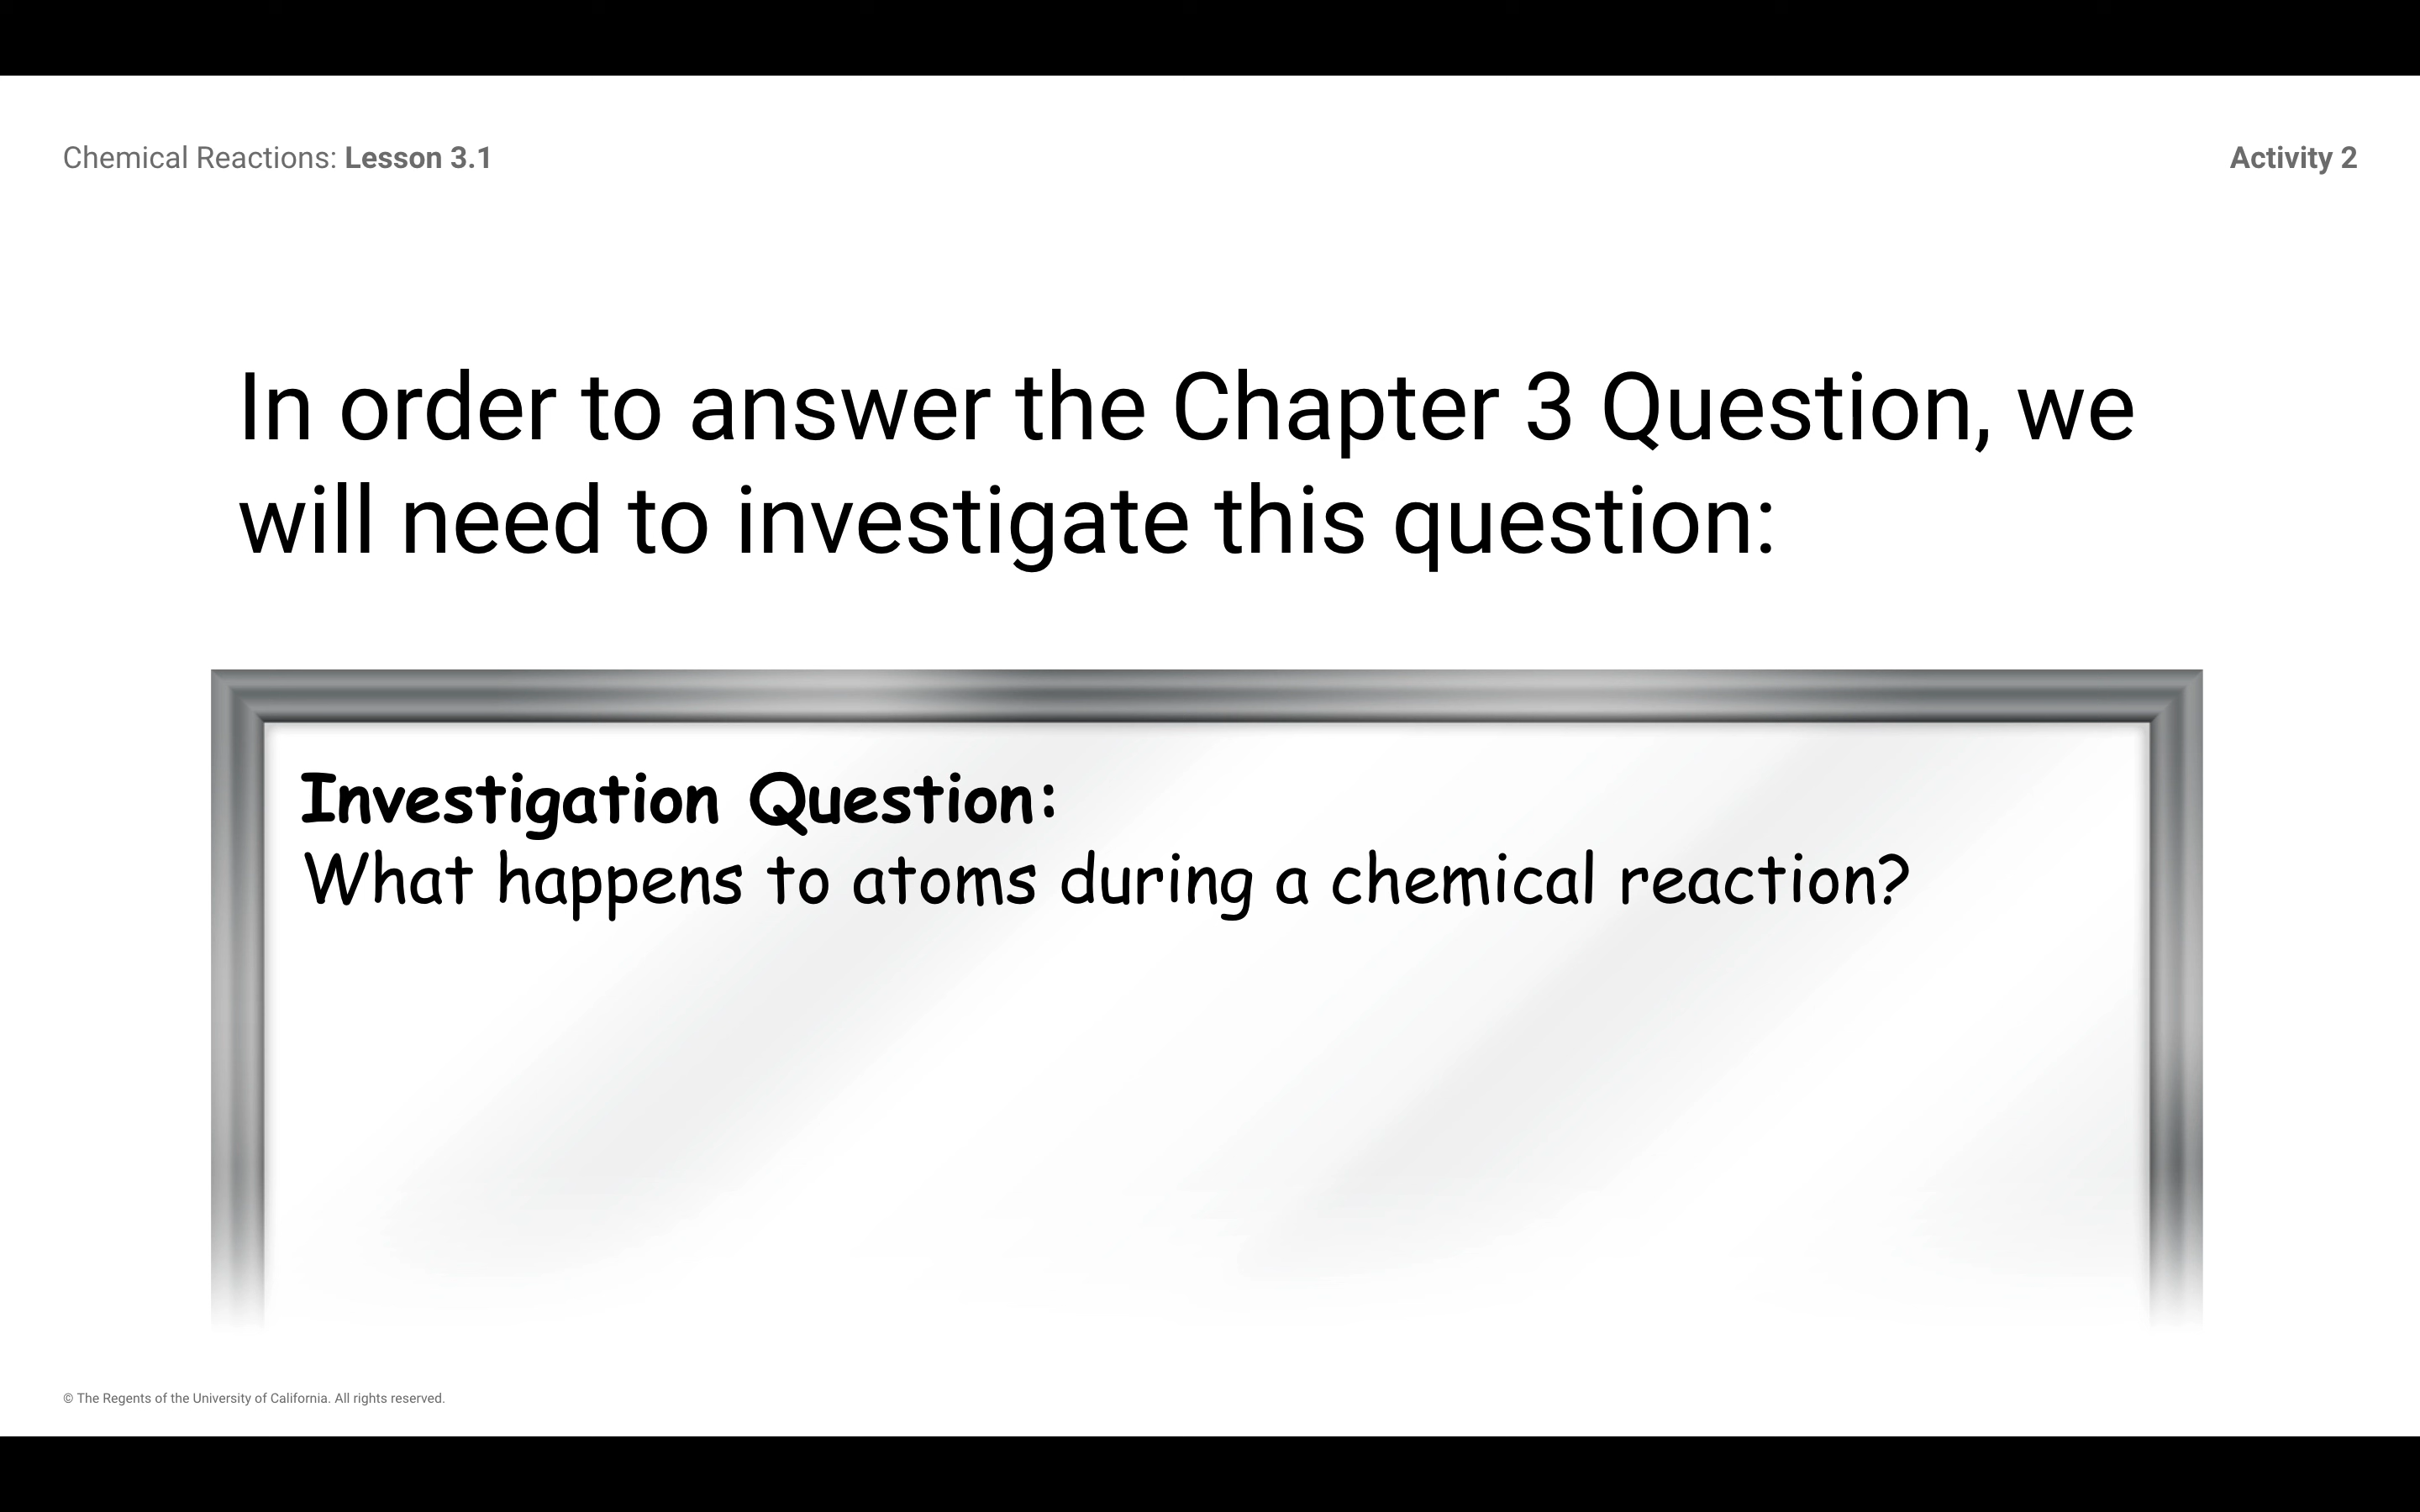 Chemical Reactions: Lesson 3.1
Activity 2
In order to answer the Chapter 3 Question, we
will need to investigate this question:
Investigation Question:
What happens to atoms during a chemical reaction?
© The Regents of the University of California. All rights reserved.